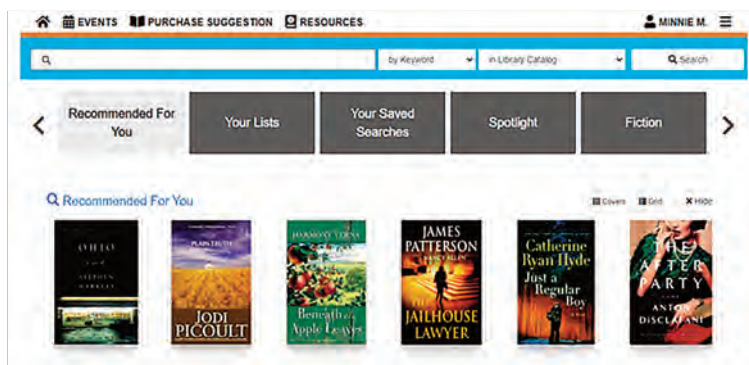 EVENTS PURCHASE SUGGESTION RESOURCES MINNIE M.
by Keyword in Library Catalog Search
Recommended For You
Your Lists
Your Saved Searches
Spotlight
Fiction
Recommended For You Covers Grid Hide
OHIO
STEPHEN
MARKLEY
PLAIN TRUTH
JODI
PICOULT
HARMONY VERNA
Beneath the
Apple Leaves
JAMES
PATTERSON
NANCY ALLEN
THE
JAILHOUSE
LAWYER
Catherine
Ryan Hyde
Just a
Regular
Boy
THE
AFTER
PARTY
ANTON
DISCLAFANI